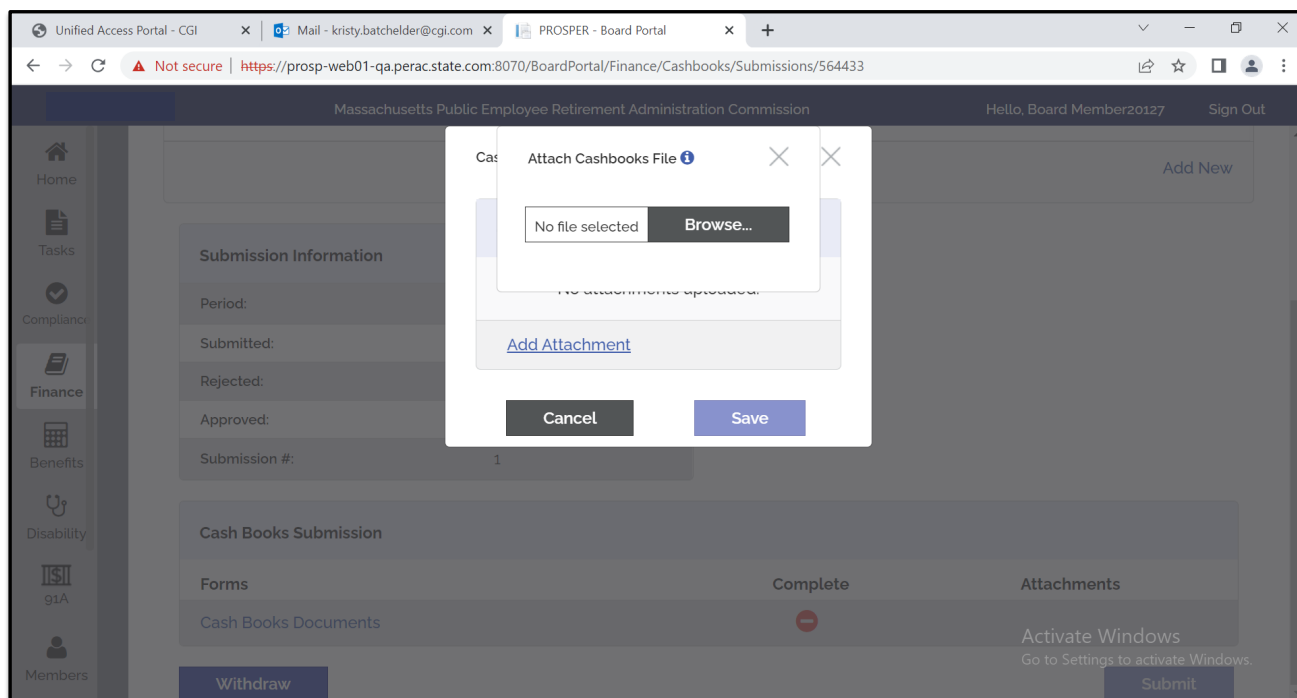 Unified Access Portal - CGI
Mail - kristy.batchelder@cgi.com
PROSPER - Board Portal
Not secure | https://prosp-web01-qa.perac.state.com:8070/BoardPortal/Finance/Cashbooks/Submissions/564433
Massachusetts Public Employee Retirement Administration Commission
Hello, Board Member20127
Sign Out
Home
Tasks
Compliance
Finance
Benefits
Disability
91A
Members
Add New
Attach Cashbooks File
No file selected
Browse...
No attachments uploaded.
Add Attachment
Cancel
Save
Submission Information
Period:
Submitted:
Rejected:
Approved:
Submission #: 1
Cash Books Submission
Forms Complete Attachments
Cash Books Documents
Activate Windows
Go to Settings to activate Windows.
Withdraw
Submit